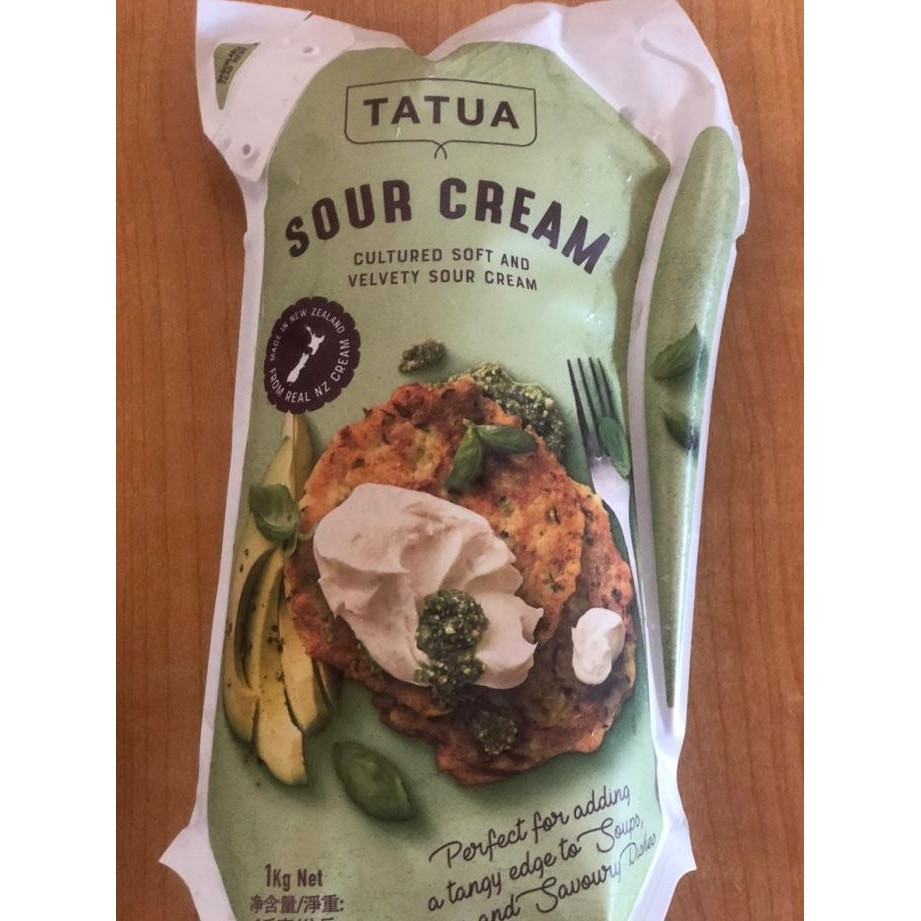 TATUA
SOUR CREAM
CULTURED SOFT AND
VELVETY SOUR CREAM
MADE IN NEW ZEALAND
FROM REAL NZ CREAM
Perfect for adding
a tangy edge to Soups,
and Savoury Dishes
1Kg Net
净含量/淨重: